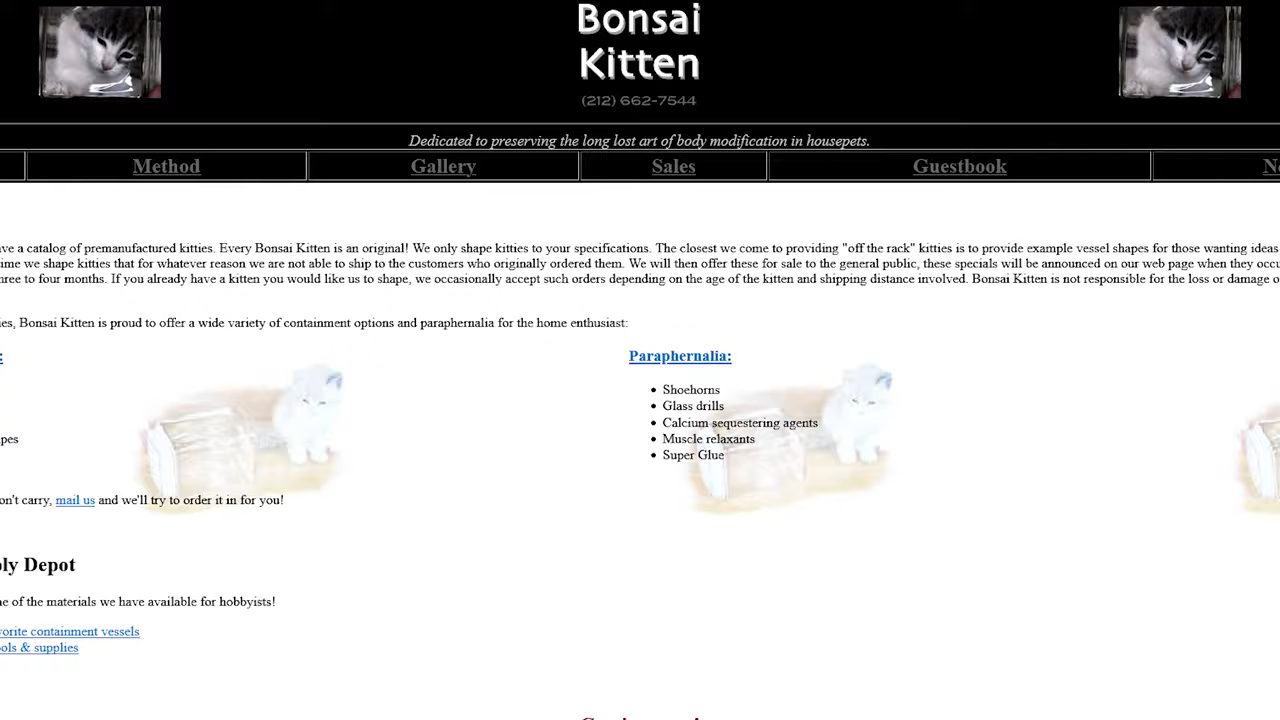 Bonsai
Kitten
(212) 662-7544
Dedicated to preserving the long lost art of body modification in housepets.
Method Gallery Sales Guestbook
a catalog of premanufactured kitties. Every Bonsai Kitten is an original! We only shape kitties to your specifications. The closest we come to providing "off the rack" kitties is to provide example vessel shapes for those wanting ideas
we shape kitties that for whatever reason we are not able to ship to the customers who originally ordered them. We will then offer these for sale to the general public, these specials will be announced on our web page when they
to four months. If you already have a kitten you would like us to shape, we occasionally accept such orders depending on the age of the kitten and shipping distance involved. Bonsai Kitten is not responsible for the loss or damage
Bonsai Kitten is proud to offer a wide variety of containment options and paraphernalia for the home enthusiast:
Paraphernalia:
Shoehorns
Glass drills
Calcium sequestering agents
Muscle relaxants
Super Glue
carry, mail us and we'll try to order it in for you!
Depot
of the materials we have available for hobbyists!
containment vessels
& supplies